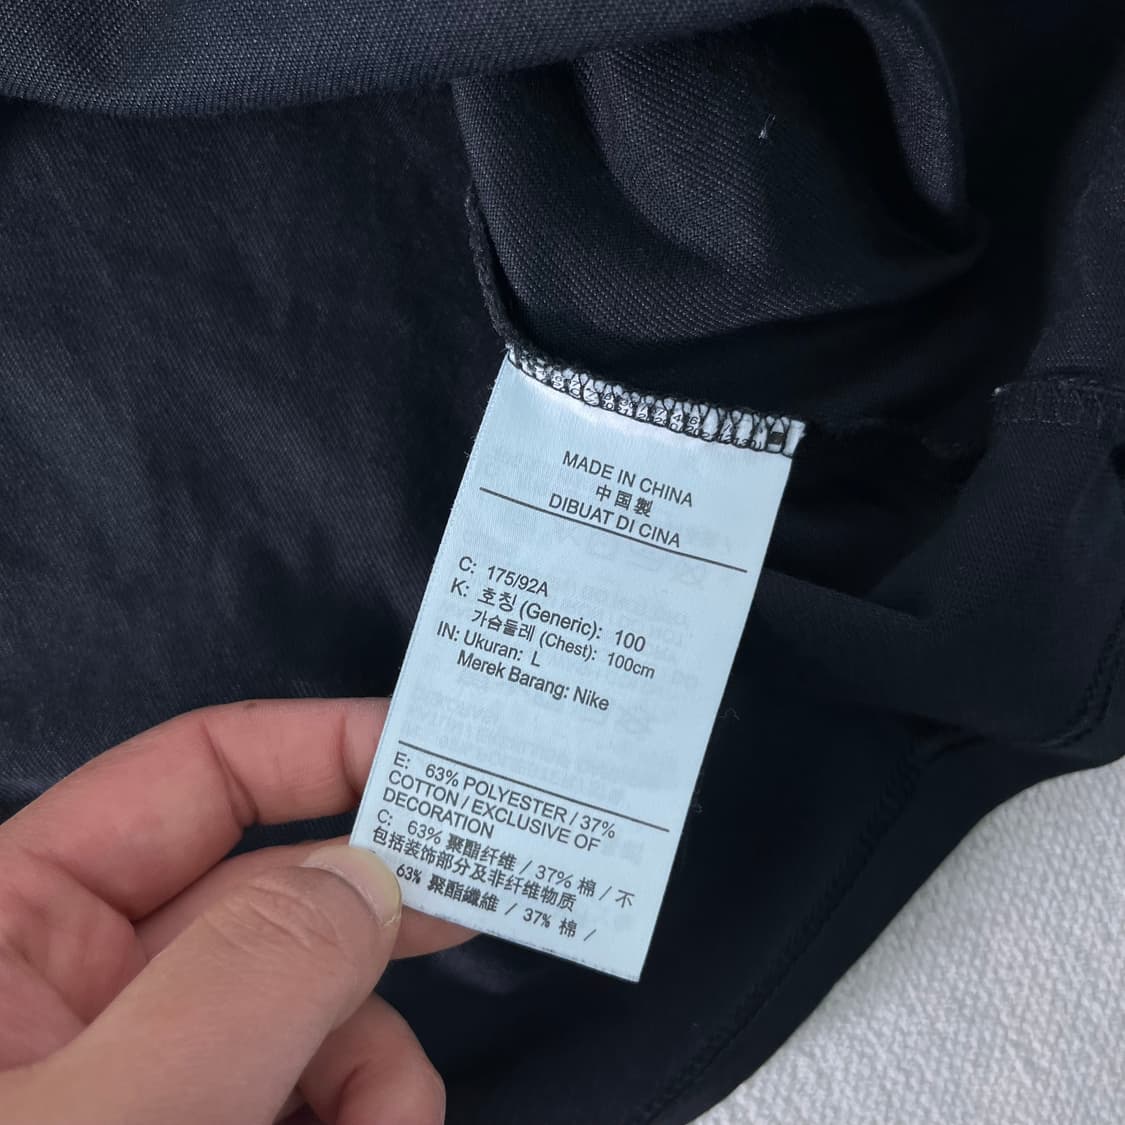 MADE IN CHINA
中国製
DIBUAT DI CINA
C: 175/92A
K: 호칭 (Generic): 100
가슴둘레 (Chest): 100cm
IN: Ukuran: L
Merek Barang: Nike
E: 63% POLYESTER / 37%
COTTON / EXCLUSIVE OF
DECORATION
C: 63% 聚酯纤维 / 37% 棉 / 不
包括装饰部分及非纤维物质
63% 聚酯纖維 / 37% 棉 /